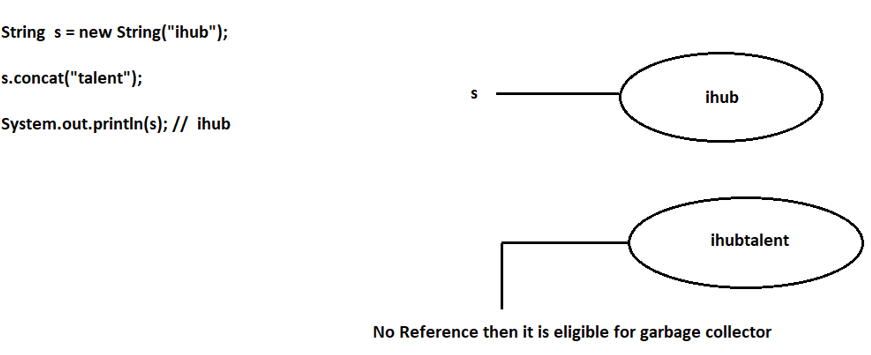 String s = new String("ihub");
s.concat("talent");
System.out.println(s); // ihub
s
ihub
ihubtalent
No Reference then it is eligible for garbage collector